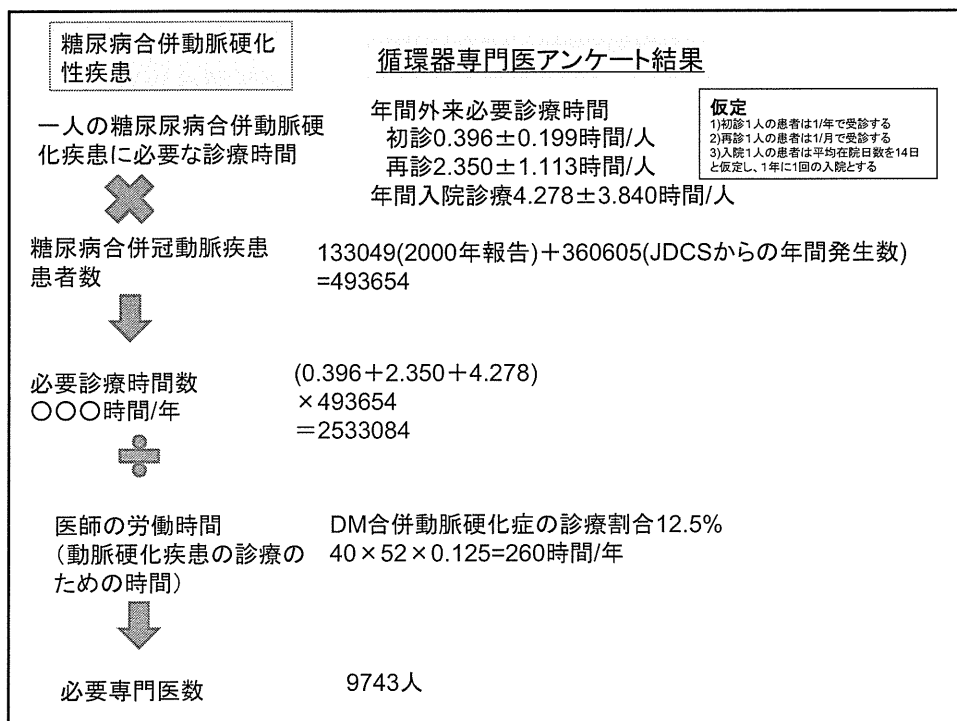 糖尿病合併動脈硬化
性疾患
循環器専門医アンケート結果
一人の糖尿尿病合併動脈硬
化疾患に必要な診療時間
年間外来必要診療時間
初診0.396±0.199時間/人
再診2.350±1.113時間/人
年間入院診療4.278±3.840時間/人
仮定
1)初診1人の患者は1/年で受診する
2)再診1人の患者は1/月で受診する
3)入院1人の患者は平均在院日数を14日
と仮定し、1年に1回の入院とする
糖尿病合併冠動脈疾患
患者数
133049(2000年報告)+360605(JDCSからの年間発生数)
=493654
必要診療時間数
〇〇〇時間/年
(0.396+2.350+4.278)
×493654
=2533084
医師の労働時間
(動脈硬化疾患の診療の
ための時間)
DM合併動脈硬化症の診療割合12.5%
40×52×0.125=260時間/年
必要専門医数
9743人